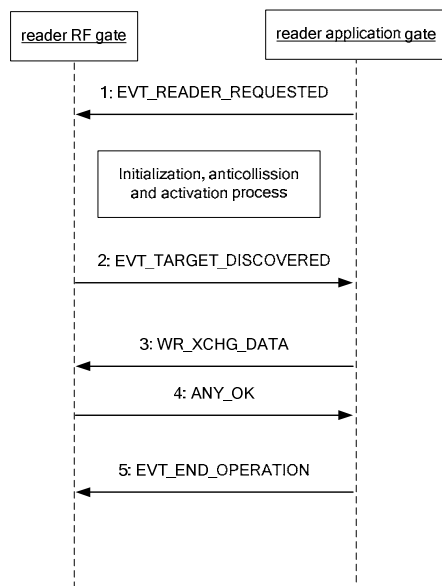 reader RF gate
reader application gate
1: EVT_READER_REQUESTED
Initialization, anticollission
and activation process
2: EVT_TARGET_DISCOVERED
3: WR_XCHG_DATA
4: ANY_OK
5: EVT_END_OPERATION